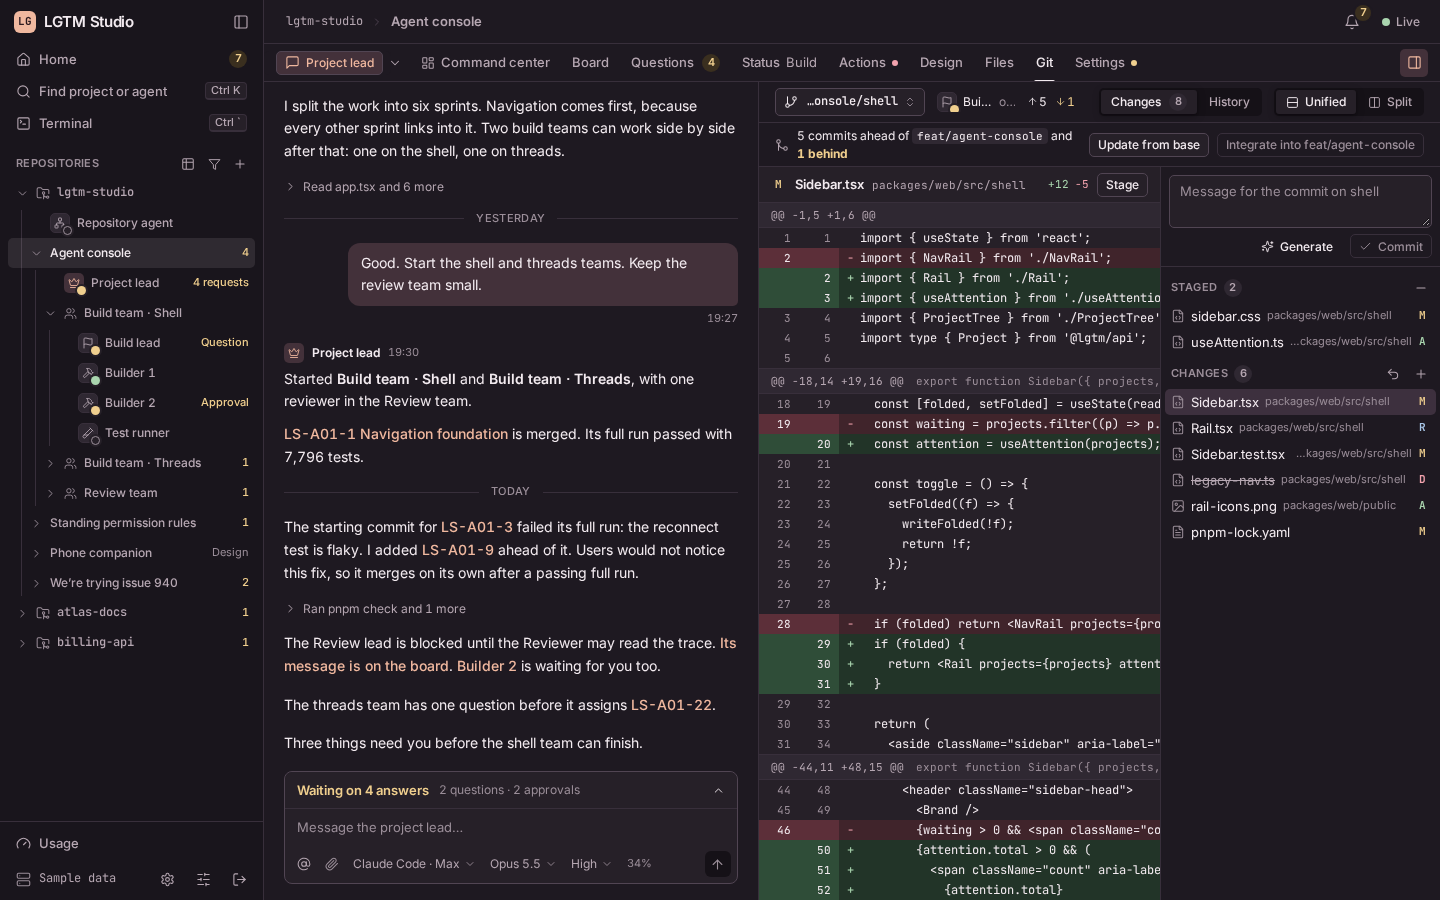 LG LGTM Studio
Home 7
Find project or agent Ctrl K
Terminal Ctrl `
REPOSITORIES
lgtm-studio
Repository agent
Agent console 4
Project lead 4 requests
Build team · Shell
Build lead Question
Builder 1
Builder 2 Approval
Test runner
Build team · Threads 1
Review team 1
Standing permission rules 1
Phone companion Design
We're trying issue 940 2
atlas-docs 1
billing-api 1
Usage
Sample data
lgtm-studio Agent console 7 Live
Project lead Command center Board Questions 4 Status Build Actions Design Files Git Settings
I split the work into six sprints. Navigation comes first, because
every other sprint links into it. Two build teams can work side by side
after that: one on the shell, one on threads.
Read app.tsx and 6 more
YESTERDAY
Good. Start the shell and threads teams. Keep the
review team small.
19:27
Project lead 19:30
Started Build team · Shell and Build team · Threads, with one
reviewer in the Review team.
LS-A01-1 Navigation foundation is merged. Its full run passed with
7,796 tests.
TODAY
The starting commit for LS-A01-3 failed its full run: the reconnect
test is flaky. I added LS-A01-9 ahead of it. Users would not notice
this fix, so it merges on its own after a passing full run.
Ran pnpm check and 1 more
The Review lead is blocked until the Reviewer may read the trace. Its
message is on the board. Builder 2 is waiting for you too.
The threads team has one question before it assigns LS-A01-22.
Three things need you before the shell team can finish.
Waiting on 4 answers 2 questions · 2 approvals
Message the project lead...
Claude Code · Max Opus 5.5 High 34%
…onsole/shell Bui... o... ↑5 ↓1 Changes 8 History Unified Split
5 commits ahead of feat/agent-console and
1 behind
Update from base Integrate into feat/agent-console
M Sidebar.tsx packages/web/src/shell +12 -5 Stage
@@ -1,5 +1,6 @@
1 1 import { useState } from 'react';
2 - import { NavRail } from './NavRail';
2 + import { Rail } from './Rail';
3 + import { useAttention } from './useAttentio
3 4 import { ProjectTree } from './ProjectTree'
4 5 import type { Project } from '@lgtm/api';
5 6
@@ -18,14 +19,16 @@ export function Sidebar({ projects,
18 19 const [folded, setFolded] = useState(read
19 - const waiting = projects.filter((p) => p.
20 + const attention = useAttention(projects);
20 21
21 22 const toggle = () => {
22 23 setFolded((f) => {
23 24 writeFolded(!f);
24 25 return !f;
25 26 });
26 27 };
27 28
28 - if (folded) return <NavRail projects={pro
29 + if (folded) {
30 + return <Rail projects={projects} attent
31 + }
29 32
30 33 return (
31 34 <aside className="sidebar" aria-label="
@@ -44,11 +48,15 @@ export function Sidebar({ projects,
44 48 <header className="sidebar-head">
45 49 <Brand />
46 - {waiting > 0 && <span className="co
50 + {attention.total > 0 && (
51 + <span className="count" aria-labe
52 + {attention.total}
Message for the commit on shell
Generate Commit
STAGED 2
sidebar.css packages/web/src/shell M
useAttention.ts …ckages/web/src/shell A
CHANGES 6
Sidebar.tsx packages/web/src/shell M
Rail.tsx packages/web/src/shell R
Sidebar.test.tsx …kages/web/src/shell M
legacy-nav.ts packages/web/src/shell D
rail-icons.png packages/web/public A
pnpm-lock.yaml M